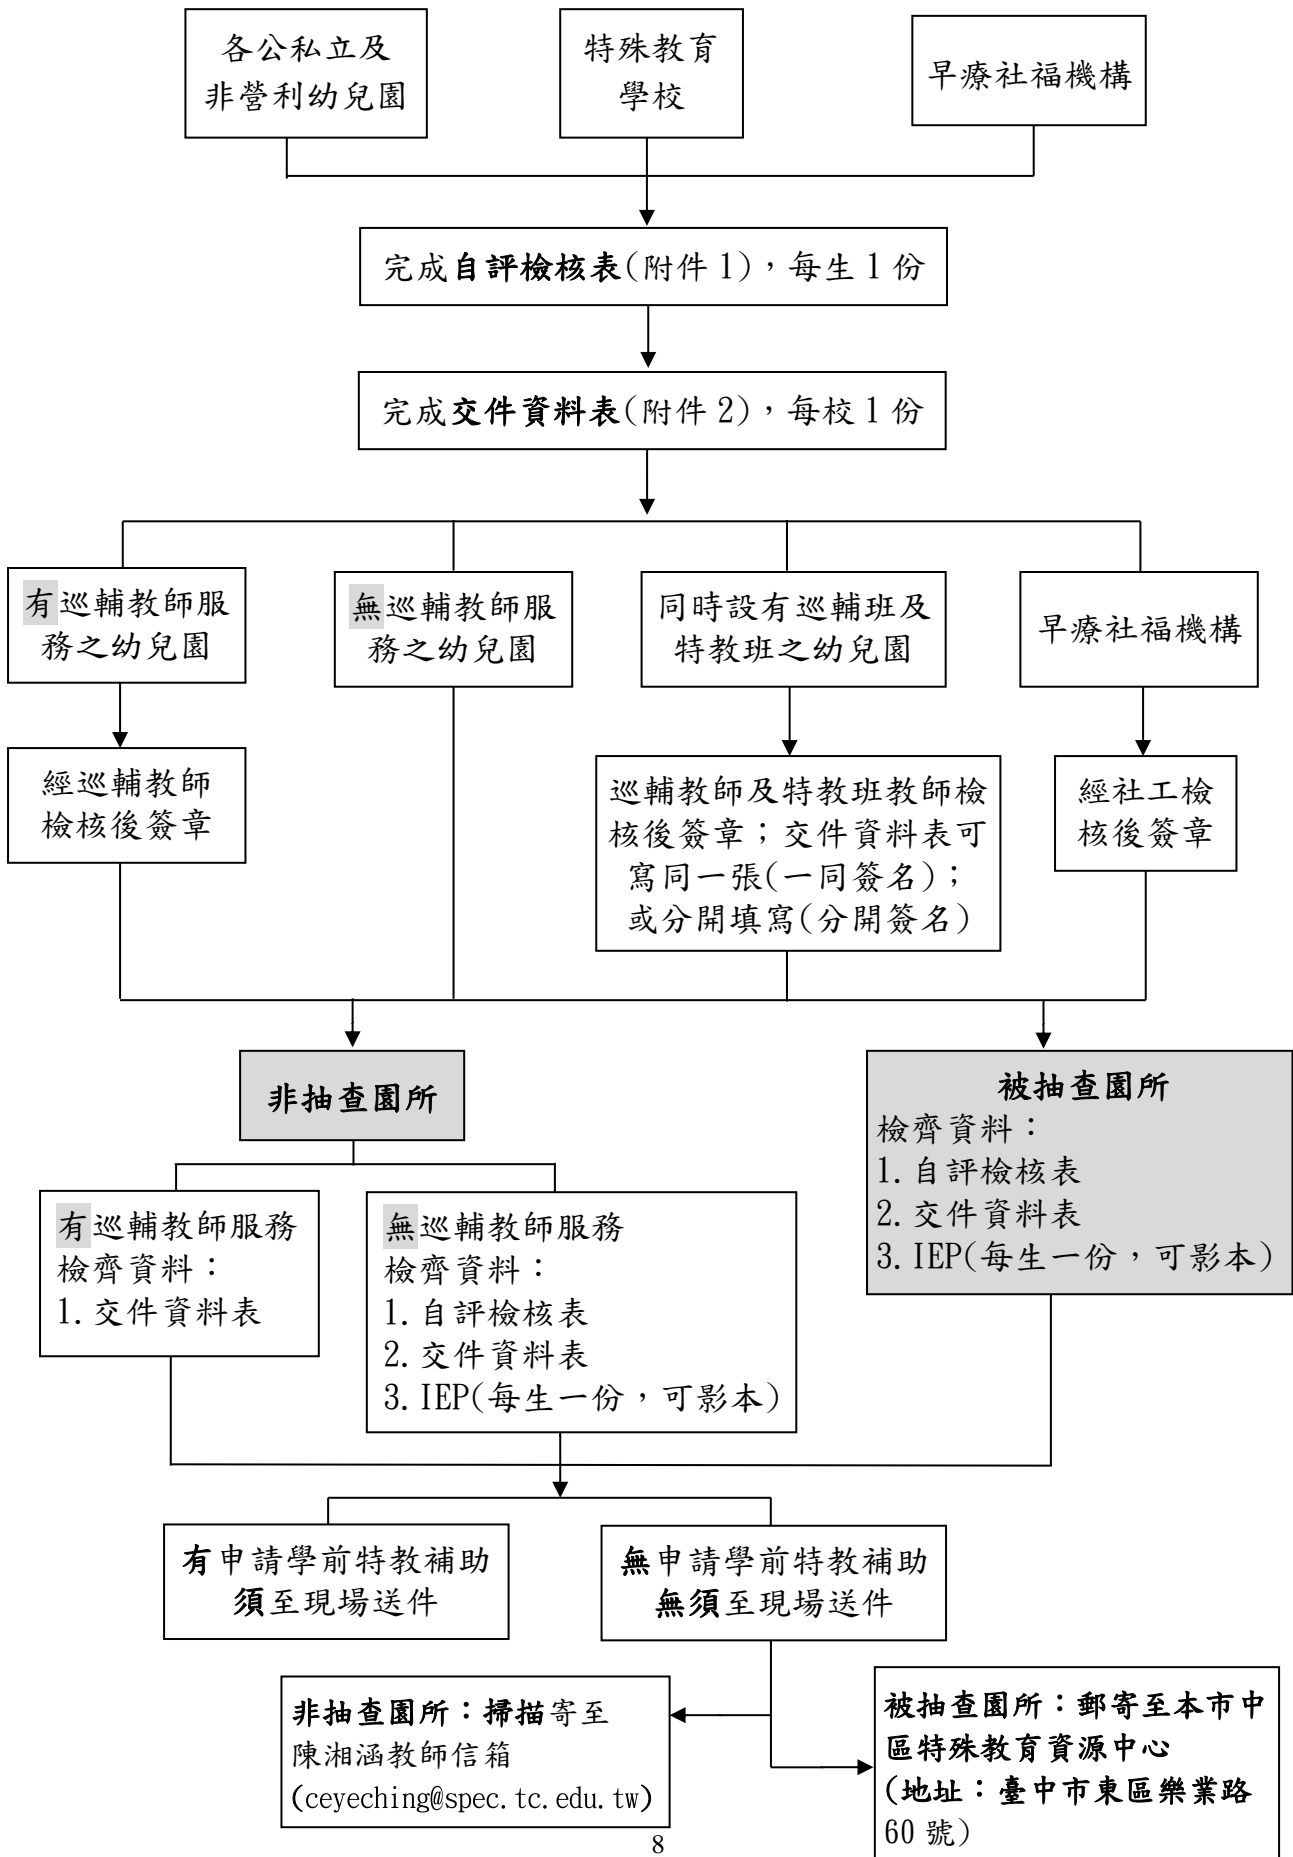 各公私立及
非營利幼兒園
特殊教育
學校
早療社福機構
完成自評檢核表(附件 1)，每生 1 份
完成交件資料表(附件 2)，每校 1 份
有巡輔教師服
務之幼兒園
無巡輔教師服
務之幼兒園
同時設有巡輔班及
特教班之幼兒園
早療社福機構
經巡輔教師
檢核後簽章
巡輔教師及特教班教師檢
核後簽章；交件資料表可
寫同一張(一同簽名)；
或分開填寫(分開簽名)
經社工檢
核後簽章
非抽查園所
被抽查園所
檢齊資料：
1. 自評檢核表
2. 交件資料表
3. IEP(每生一份，可影本)
有巡輔教師服務
檢齊資料：
1. 交件資料表
無巡輔教師服務
檢齊資料：
1. 自評檢核表
2. 交件資料表
3. IEP(每生一份，可影本)
有申請學前特教補助
須至現場送件
無申請學前特教補助
無須至現場送件
非抽查園所：掃描寄至
陳湘涵教師信箱
(ceyeching@spec.tc.edu.tw)
被抽查園所：郵寄至本市中
區特殊教育資源中心
(地址：臺中市東區樂業路
60 號)
8